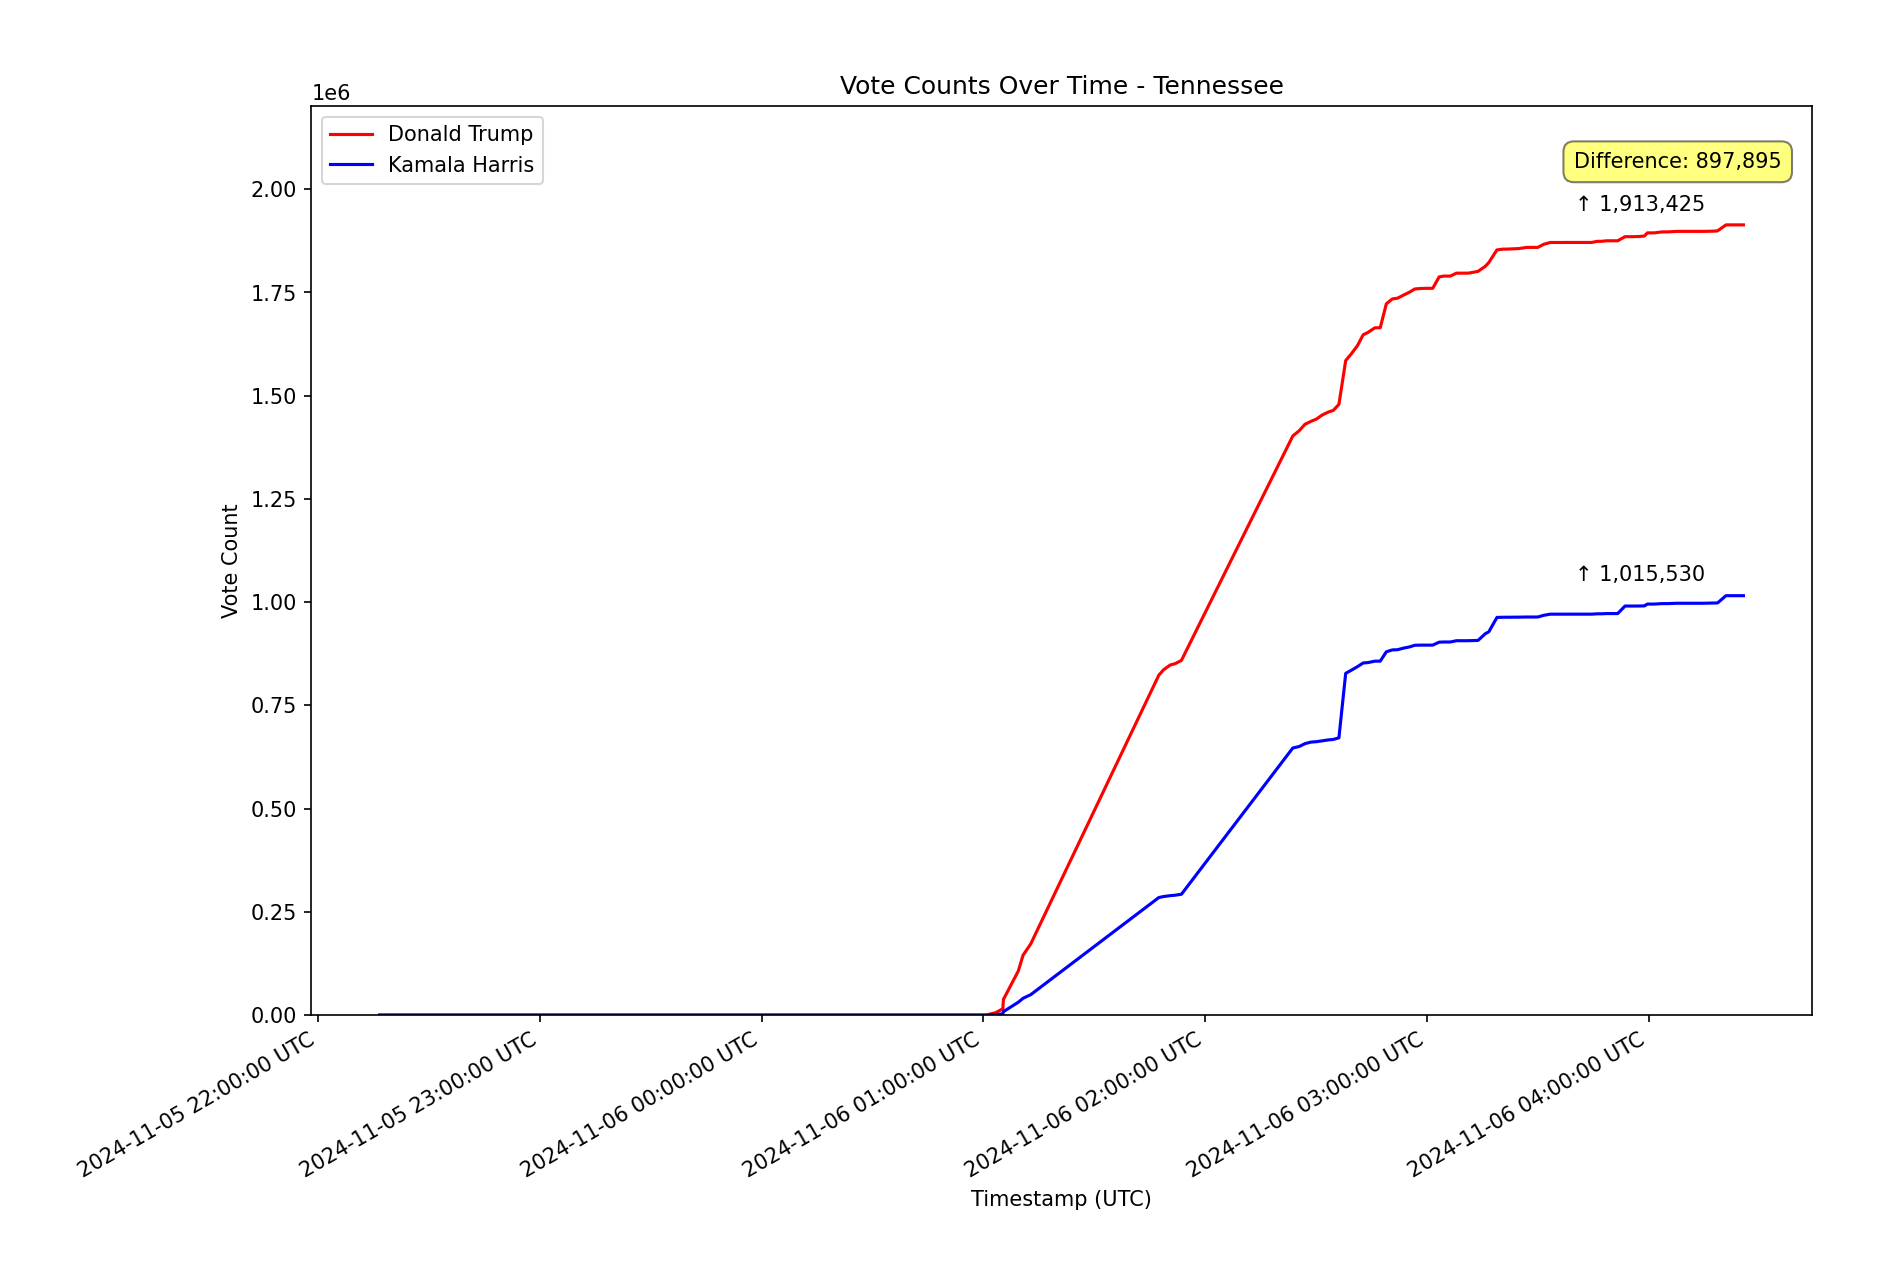 Vote Counts Over Time - Tennessee
1e6
Donald Trump
Kamala Harris
Difference: 897,895
↑ 1,913,425
↑ 1,015,530
2.00
1.75
1.50
1.25
1.00
0.75
0.50
0.25
0.00
Vote Count
2024-11-05 22:00:00 UTC
2024-11-05 23:00:00 UTC
2024-11-06 00:00:00 UTC
2024-11-06 01:00:00 UTC
2024-11-06 02:00:00 UTC
2024-11-06 03:00:00 UTC
2024-11-06 04:00:00 UTC
Timestamp (UTC)